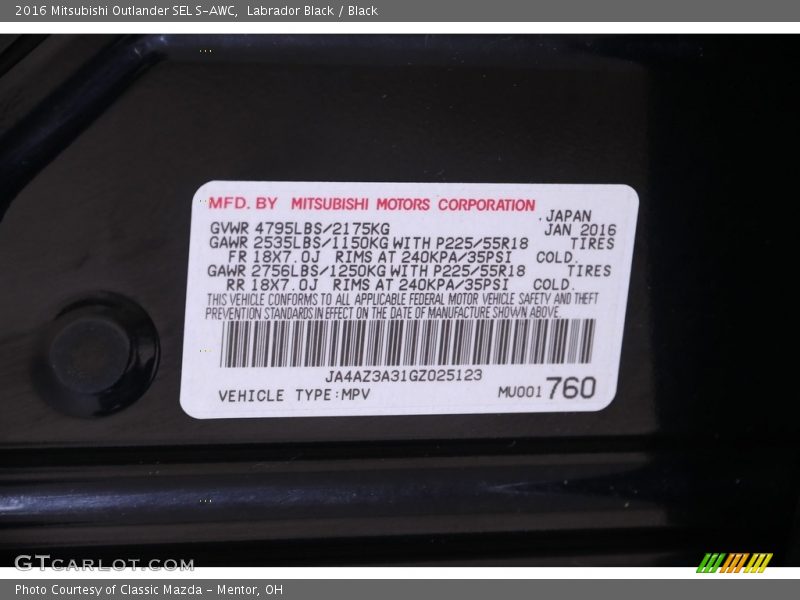 2016 Mitsubishi Outlander SEL S-AWC, Labrador Black / Black
MFD. BY MITSUBISHI MOTORS CORPORATION
, JAPAN
GVWR 4795LBS/2175KG JAN 2016
GAWR 2535LBS/1150KG WITH P225/55R18 TIRES
FR 18X7.0J RIMS AT 240KPA/35PSI COLD.
GAWR 2756LBS/1250KG WITH P225/55R18 TIRES
RR 18X7.0J RIMS AT 240KPA/35PSI COLD.
THIS VEHICLE CONFORMS TO ALL APPLICABLE FEDERAL MOTOR VEHICLE SAFETY AND THEFT
PREVENTION STANDARDS IN EFFECT ON THE DATE OF MANUFACTURE SHOWN ABOVE.
JA4AZ3A31GZ025123
VEHICLE TYPE:MPV MU001 760
GTCARLOT.COM
Photo Courtesy of Classic Mazda - Mentor, OH